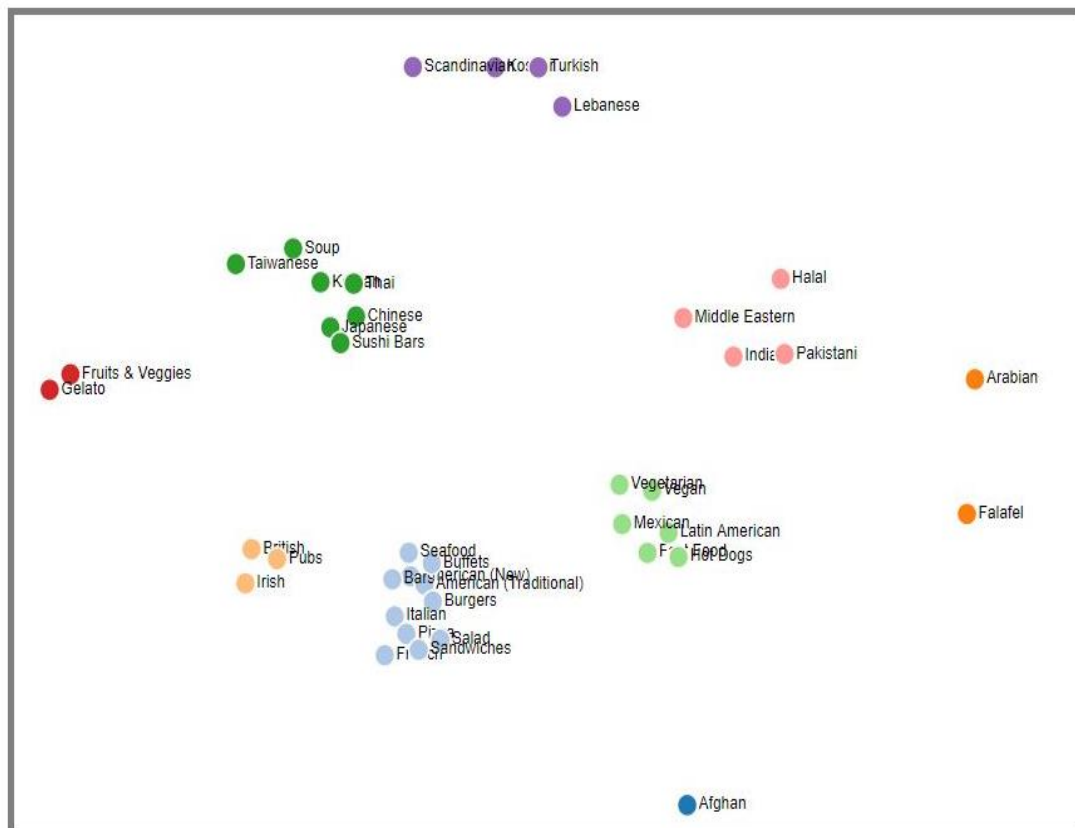 Scandinavian
Turkish
Lebanese
Soup
Taiwanese
Thai
Halal
Chinese
Middle Eastern
Japanese
Sushi Bars
Pakistani
Fruits & Veggies
Arabian
Gelato
Vegetarian
Vegan
Falafel
Mexican
Latin American
British
Seafood
Hot Dogs
Pubs
Buffets
Irish
Bars
American (Traditional)
Burgers
Italian
Salad
Sandwiches
Afghan